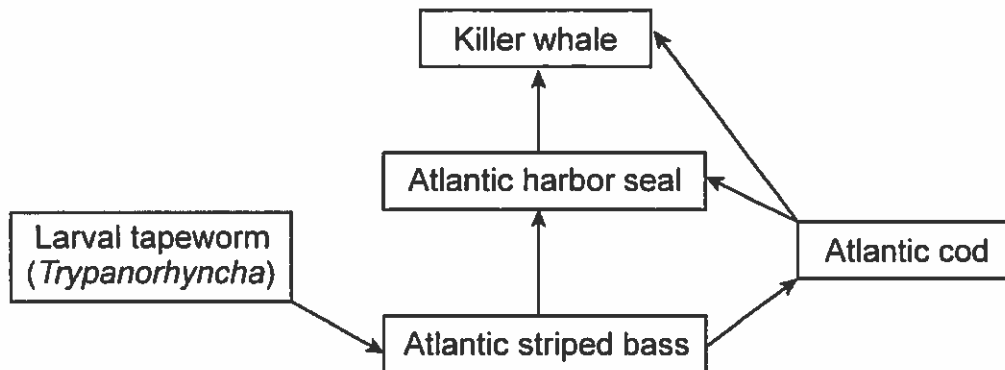 Killer whale
Atlantic harbor seal
Larval tapeworm
(Trypanorhyncha)
Atlantic cod
Atlantic striped bass